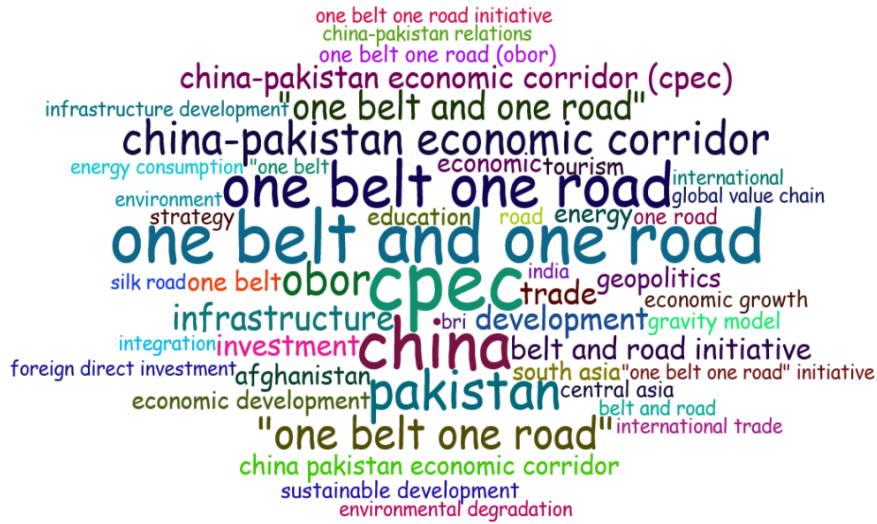 one belt one road initiative
china-pakistan relations
one belt one road (obor)
china-pakistan economic corridor (cpec)
infrastructure development "one belt and one road"
china-pakistan economic corridor
energy consumption "one belt economic tourism
one belt one road international
environment global value chain
strategy education road energy one road
one belt and one road
india
silk road one belt obor cpec trade geopolitics
economic growth
infrastructure bri development gravity model
integration investment china belt and road initiative
foreign direct investment afghanistan south asia "one belt one road" initiative
economic development pakistan central asia
belt and road
"one belt one road" international trade
china pakistan economic corridor
sustainable development
environmental degradation